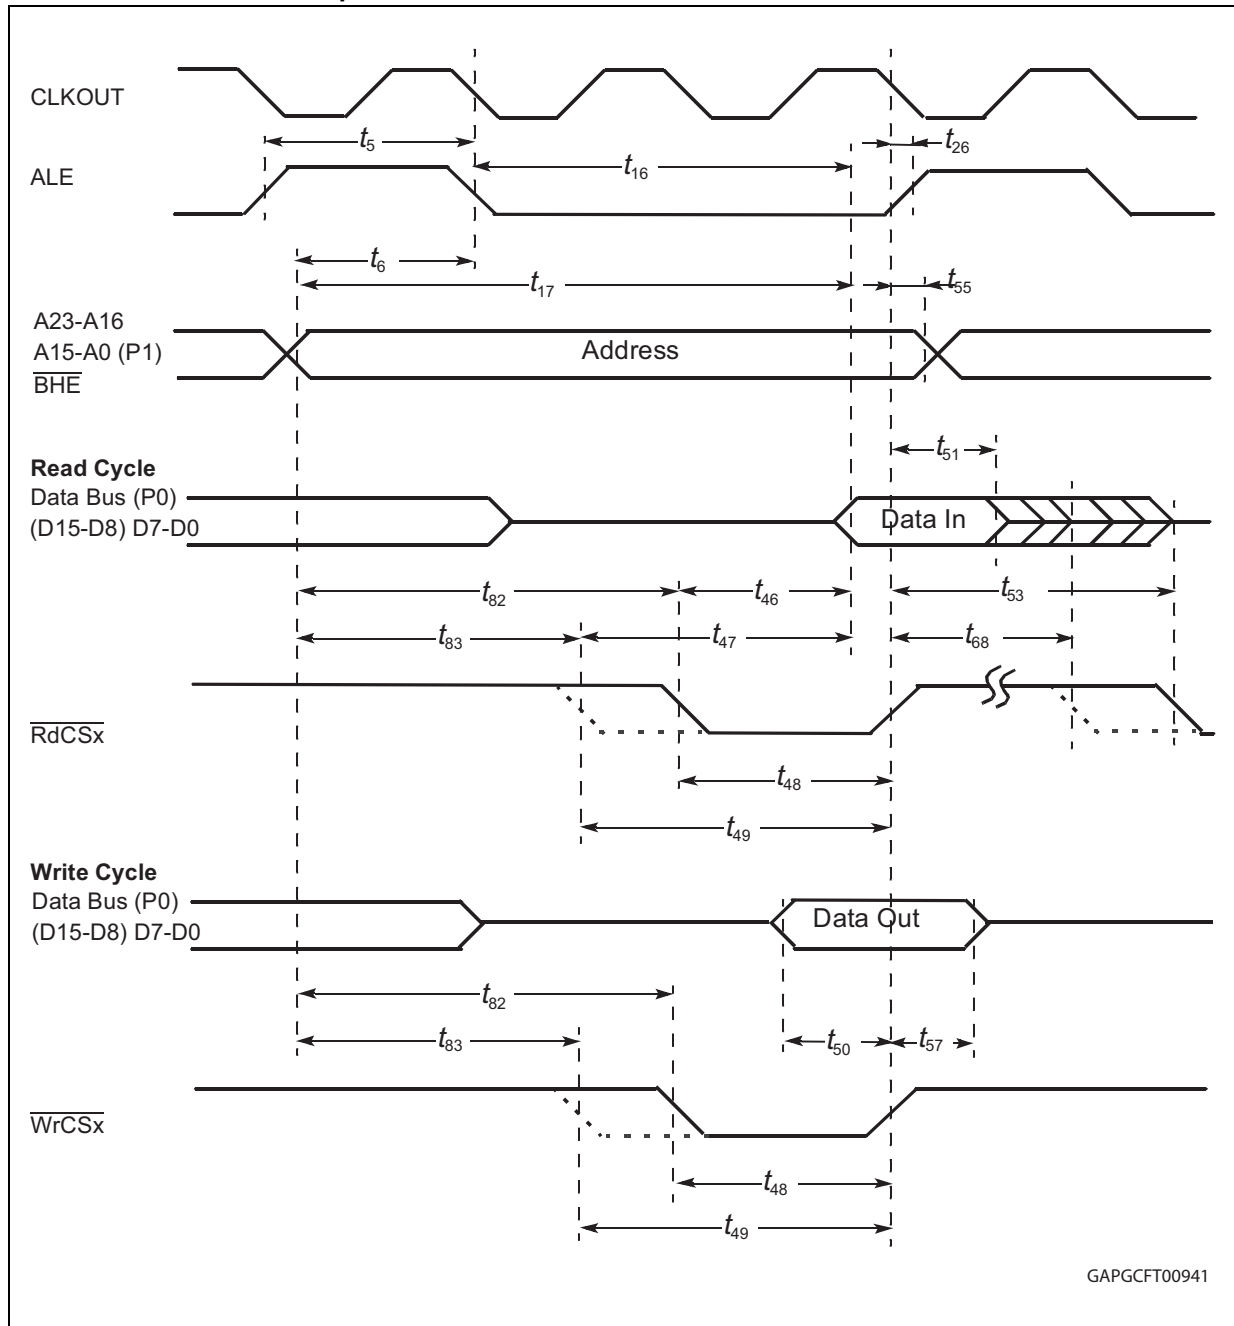 CLKOUT
t5
t26
ALE
t16
t6
t17
t55
A23-A16
A15-A0 (P1)
Address
BHE
t51
Read Cycle
Data Bus (P0)
(D15-D8) D7-D0
Data In
t82
t46
t53
t83
t47
t68
RdCSx
t48
t49
Write Cycle
Data Bus (P0)
(D15-D8) D7-D0
Data Out
t82
t83
t50
t57
WrCSx
t48
t49
GAPGCFT00941